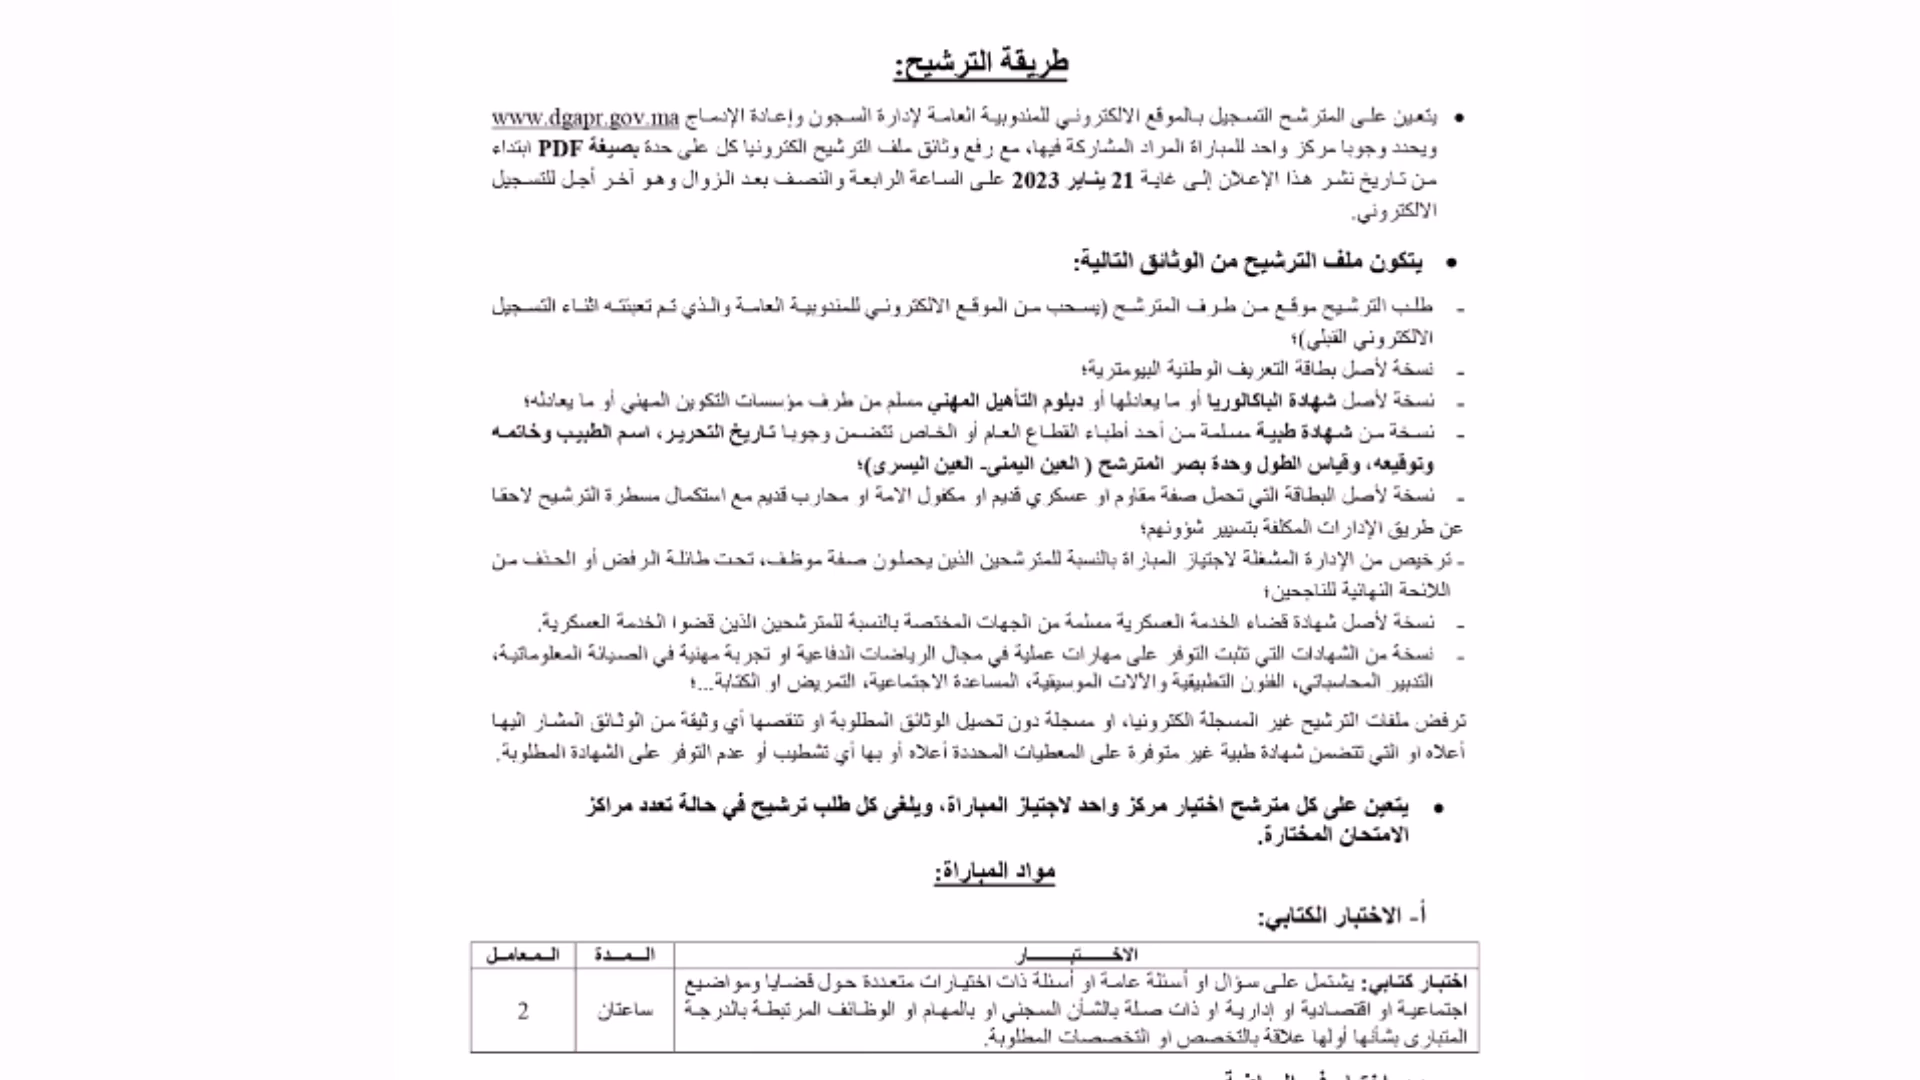 طريقة الترشيح:
• يتعين على المترشح التسجيل بالموقع الالكتروني للمندوبية العامة لإدارة السجون وإعادة الإدماج www.dgapr.gov.ma
ويحدد وجوبا مركز واحد للمباراة المراد المشاركة فيها، مع رفع وثائق ملف الترشيح الكترونيا كل على حدة بصيغة PDF ابتداء
من تاريخ نشر هذا الإعلان إلى غاية 21 يناير 2023 على الساعة الرابعة والنصف بعد الزوال وهو آخر أجل للتسجيل
الالكتروني.
• يتكون ملف الترشيح من الوثائق التالية:
- طلب الترشيح موقع من طرف المترشح (يسحب من الموقع الالكتروني للمندوبية العامة والذي تم تعبئته اثناء التسجيل
الالكتروني القبلي)؛
- نسخة لأصل بطاقة التعريف الوطنية البيومترية؛
- نسخة لأصل شهادة الباكالوريا أو ما يعادلها أو دبلوم التأهيل المهني مسلم من طرف مؤسسات التكوين المهني أو ما يعادله؛
- نسخة من شهادة طبية مسلمة من أحد أطباء القطاع العام أو الخاص تتضمن وجوبا تاريخ التحرير، اسم الطبيب وخاتمه
وتوقيعه، وقياس الطول وحدة بصر المترشح ( العين اليمنى- العين اليسرى)؛
- نسخة لأصل البطاقة التي تحمل صفة مقاوم او عسكري قديم او مكفول الامة او محارب قديم مع استكمال مسطرة الترشيح لاحقا
عن طريق الإدارات المكلفة بتسيير شؤونهم؛
- ترخيص من الإدارة المشغلة لاجتياز المباراة بالنسبة للمترشحين الذين يحملون صفة موظف، تحت طائلة الرفض أو الحذف من
اللائحة النهائية للناجحين؛
- نسخة لأصل شهادة قضاء الخدمة العسكرية مسلمة من الجهات المختصة بالنسبة للمترشحين الذين قضوا الخدمة العسكرية.
- نسخة من الشهادات التي تثبت التوفر على مهارات عملية في مجال الرياضات الدفاعية او تجربة مهنية في الصيانة المعلوماتية،
التدبير المحاسباتي، الفنون التطبيقية والآلات الموسيقية، المساعدة الاجتماعية، التمريض او الكتابة...؛
ترفض ملفات الترشيح غير المسجلة الكترونيا، او مسجلة دون تحميل الوثائق المطلوبة او تنقصها أي وثيقة من الوثائق المشار اليها
أعلاه او التي تتضمن شهادة طبية غير متوفرة على المعطيات المحددة أعلاه أو بها أي تشطيب أو عدم التوفر على الشهادة المطلوبة.
• يتعين على كل مترشح اختيار مركز واحد لاجتياز المباراة، ويلغى كل طلب ترشيح في حالة تعدد مراكز
الامتحان المختارة.
مواد المباراة:
أ- الاختبار الكتابي:
الاختبار المدة المعامل
اختبار كتابي: يشتمل على سؤال او أسئلة عامة او أسئلة ذات اختيارات متعددة حول قضايا ومواضيع
اجتماعية او اقتصادية او إدارية او ذات صلة بالشأن السجني او بالمهام او الوظائف المرتبطة بالدرجة
المتبارى بشأنها أولها علاقة بالتخصص او التخصصات المطلوبة.
ساعتان
2